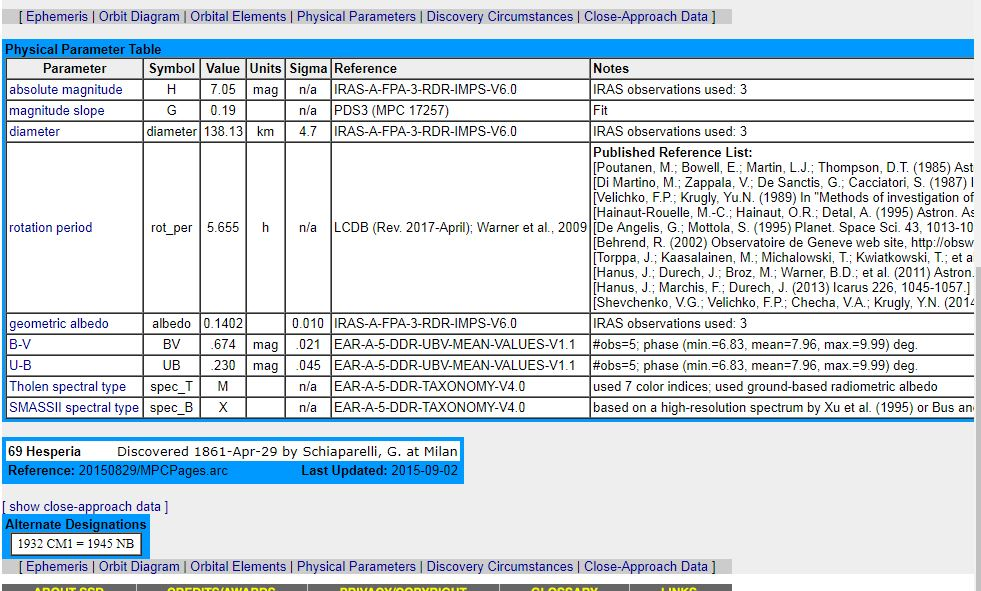 [ Ephemeris | Orbit Diagram | Orbital Elements | Physical Parameters | Discovery Circumstances | Close-Approach Data ]
Physical Parameter Table
Parameter Symbol Value Units Sigma Reference Notes
absolute magnitude H 7.05 mag n/a IRAS-A-FPA-3-RDR-IMPS-V6.0 IRAS observations used: 3
magnitude slope G 0.19 n/a PDS3 (MPC 17257) Fit
diameter diameter 138.13 km 4.7 IRAS-A-FPA-3-RDR-IMPS-V6.0 IRAS observations used: 3
rotation period rot_per 5.655 h n/a LCDB (Rev. 2017-April); Warner et al., 2009
Published Reference List:
[Poutanen, M.; Bowell, E.; Martin, L.J.; Thompson, D.T. (1985) Ast
[Di Martino, M.; Zappala, V.; De Sanctis, G.; Cacciatori, S. (1987) I
[Velichko, F.P.; Krugly, Yu.N. (1989) In "Methods of investigation of
[Hainaut-Rouelle, M.-C.; Hainaut, O.R.; Detal, A. (1995) Astron. As
[De Angelis, G.; Mottola, S. (1995) Planet. Space Sci. 43, 1013-10
[Behrend, R. (2002) Observatoire de Geneve web site, http://obsw
[Torppa, J.; Kaasalainen, M.; Michalowski, T.; Kwiatkowski, T.; et a
[Hanus, J.; Durech, J.; Broz, M.; Warner, B.D.; et al. (2011) Astron.
[Hanus, J.; Marchis, F.; Durech, J. (2013) Icarus 226, 1045-1057.]
[Shevchenko, V.G.; Velichko, F.P.; Checha, V.A.; Krugly, Y.N. (2014
geometric albedo albedo 0.1402 0.010 IRAS-A-FPA-3-RDR-IMPS-V6.0 IRAS observations used: 3
B-V BV .674 mag .021 EAR-A-5-DDR-UBV-MEAN-VALUES-V1.1 #obs=5; phase (min.=6.83, mean=7.96, max.=9.99) deg.
U-B UB .230 mag .045 EAR-A-5-DDR-UBV-MEAN-VALUES-V1.1 #obs=5; phase (min.=6.83, mean=7.96, max.=9.99) deg.
Tholen spectral type spec_T M n/a EAR-A-5-DDR-TAXONOMY-V4.0 used 7 color indices; used ground-based radiometric albedo
SMASSII spectral type spec_B X n/a EAR-A-5-DDR-TAXONOMY-V4.0 based on a high-resolution spectrum by Xu et al. (1995) or Bus an
69 Hesperia Discovered 1861-Apr-29 by Schiaparelli, G. at Milan
Reference: 20150829/MPCPages.arc Last Updated: 2015-09-02
[ show close-approach data ]
Alternate Designations
1932 CM1 = 1945 NB
[ Ephemeris | Orbit Diagram | Orbital Elements | Physical Parameters | Discovery Circumstances | Close-Approach Data ]
ABOUT SSD CREDITS/AWARDS PRIVACY/COPYRIGHT GLOSSARY LINKS